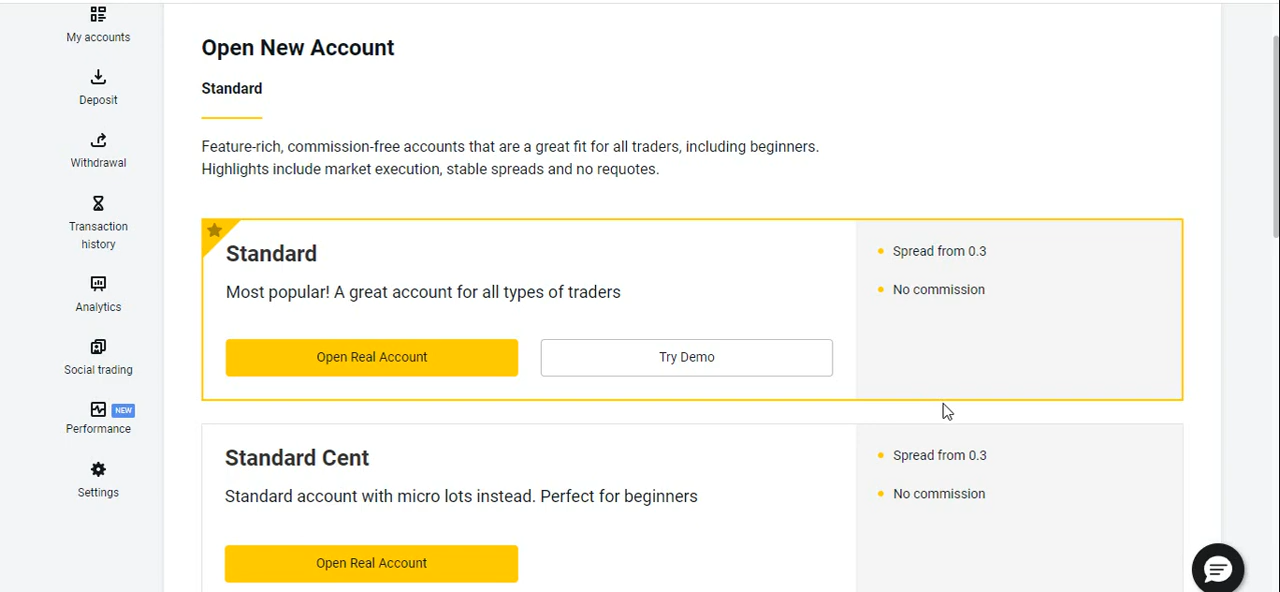 My accounts
Deposit
Withdrawal
Transaction
history
Analytics
Social trading
NEW
Performance
Settings
Open New Account
Standard
Feature-rich, commission-free accounts that are a great fit for all traders, including beginners.
Highlights include market execution, stable spreads and no requotes.
Standard
Most popular! A great account for all types of traders
Open Real Account
Try Demo
Spread from 0.3
No commission
Standard Cent
Standard account with micro lots instead. Perfect for beginners
Open Real Account
Spread from 0.3
No commission